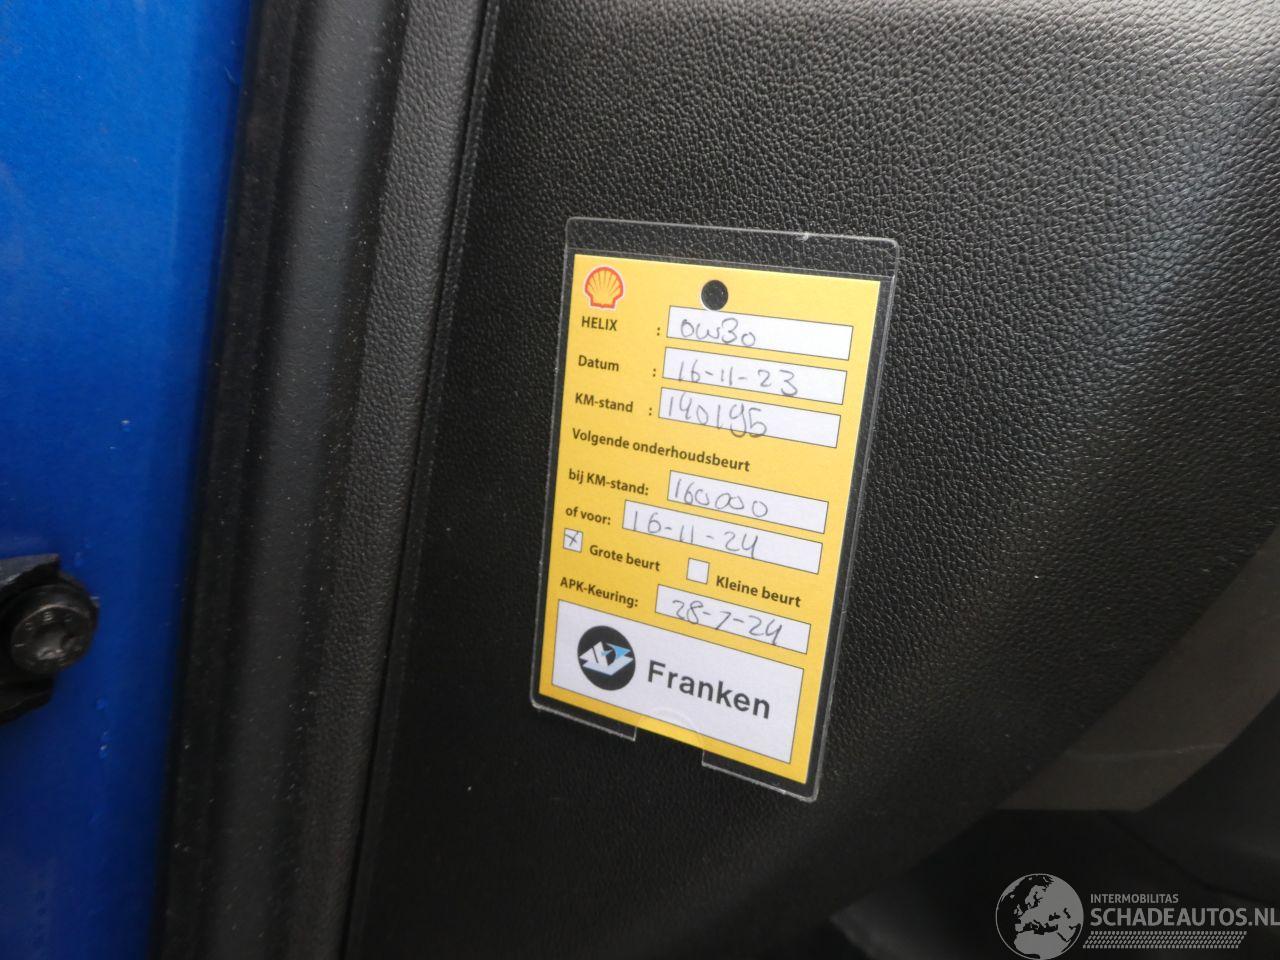 HELIX : 0w30
Datum : 16-11-23
KM-stand : 140195
Volgende onderhoudsbeurt
bij KM-stand: 160000
of voor: 16-11-24
x Grote beurt Kleine beurt
APK-Keuring: 28-7-24
Franken
INTERMOBILITAS
SCHADEAUTOS.NL